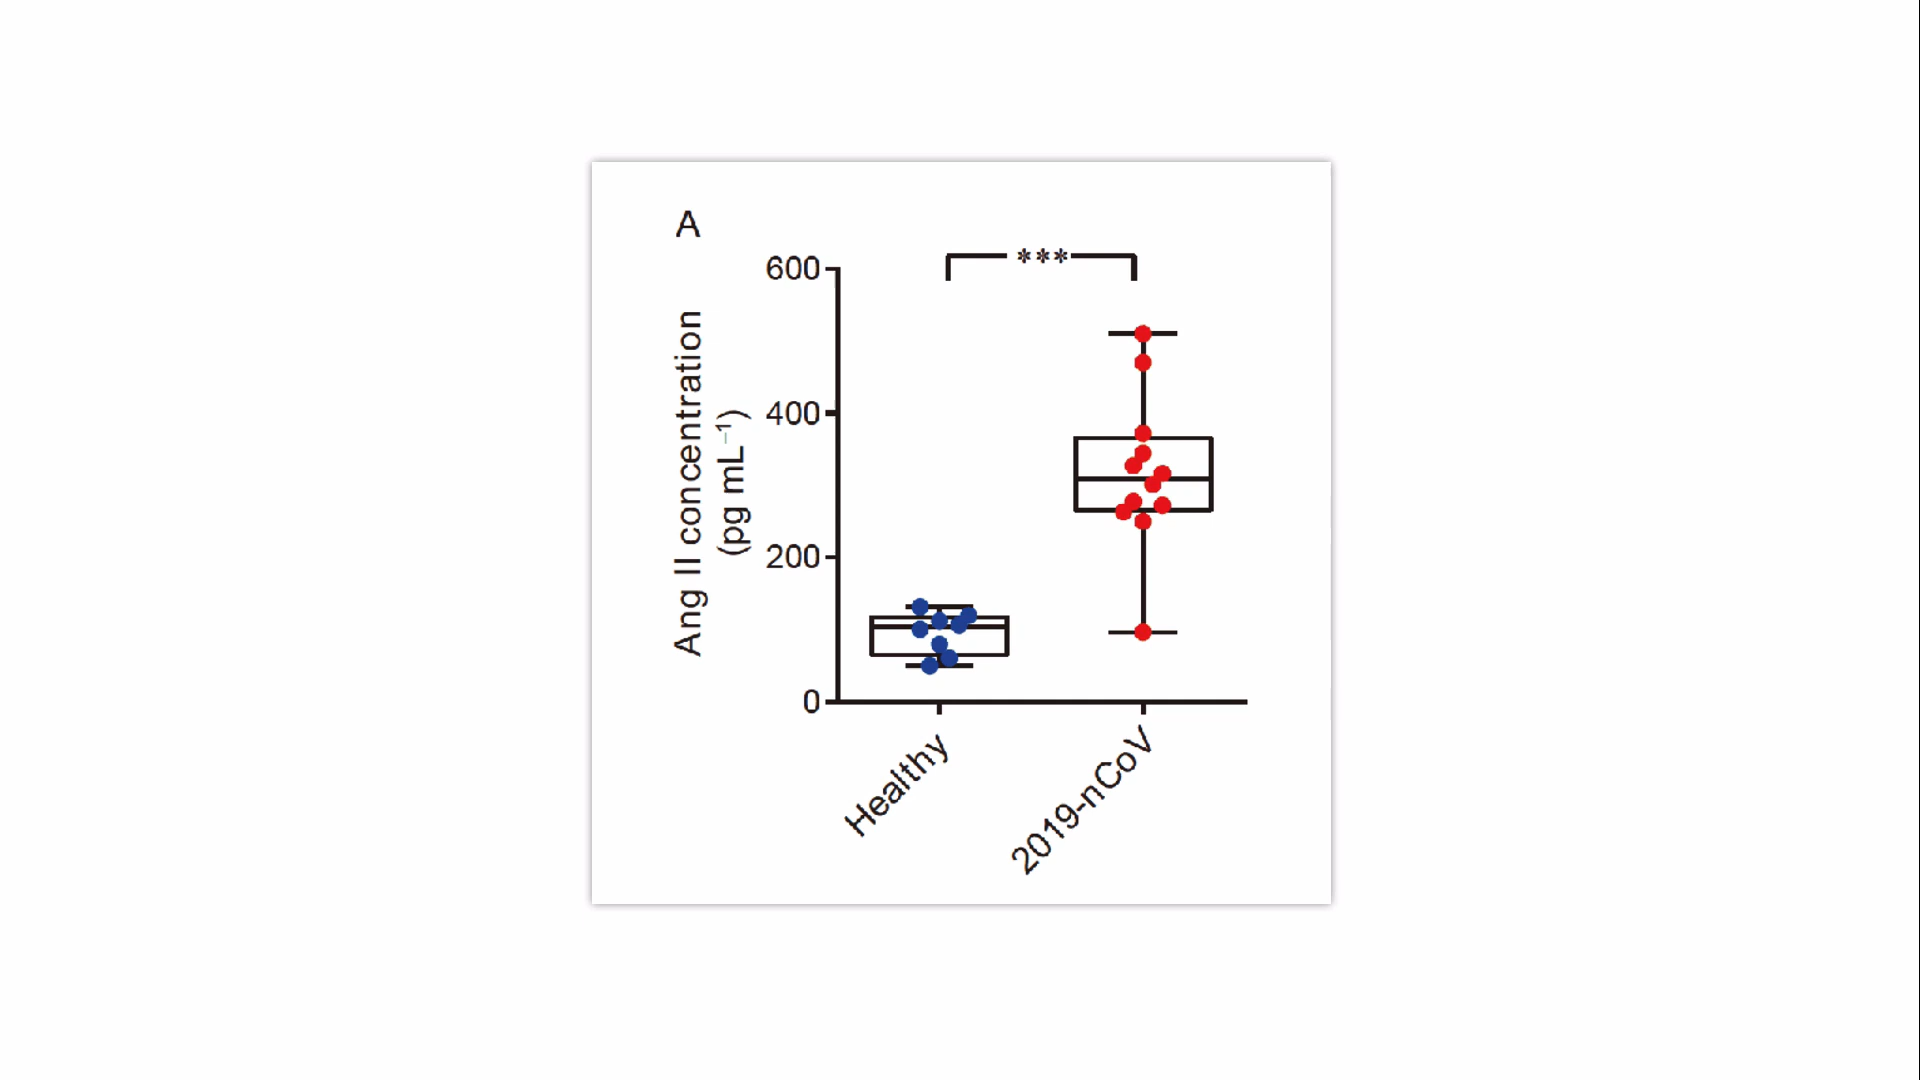 A
***
600
400
200
0
Ang II concentration
(pg mL⁻¹)
Healthy
2019-nCoV